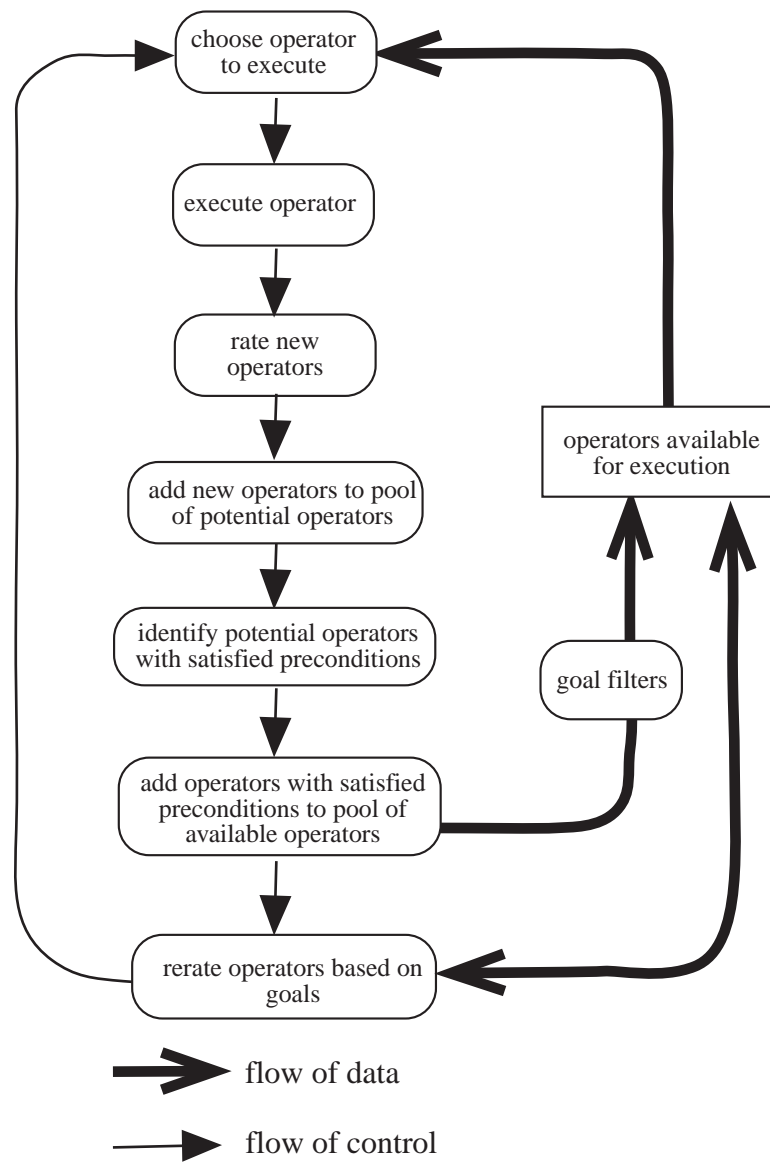 choose operator
to execute
execute operator
rate new
operators
operators available
for execution
add new operators to pool
of potential operators
identify potential operators
with satisfied preconditions
goal filters
add operators with satisfied
preconditions to pool of
available operators
rerate operators based on
goals
flow of data
flow of control